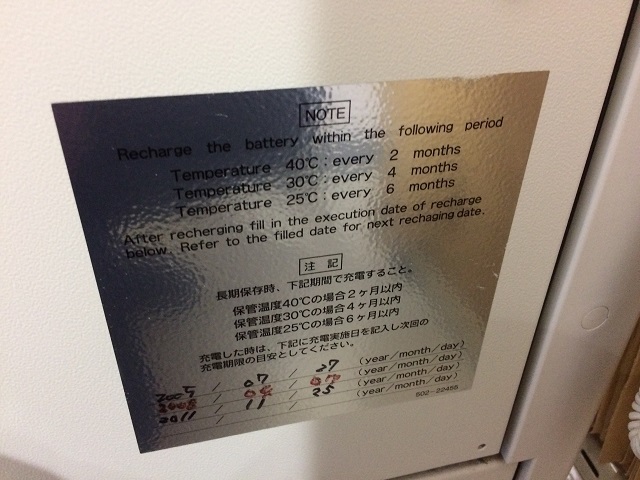 NOTE
Recharge the battery within the following period
Temperature 40℃ : every 2 months
Temperature 30℃ : every 4 months
Temperature 25℃ : every 6 months
After recherging fill in the execution date of recharge
below. Refer to the filled date for next rechaging date.
注 記
長期保存時、下記期間で充電すること。
保管温度40℃の場合2ヶ月以内
保管温度30℃の場合4ヶ月以内
保管温度25℃の場合6ヶ月以内
充電した時は、下記に充電実施日を記入し次回の
充電期限の目安としてください。
/ 07 / 27 (year/month/day)
2008 / 04 / 07 (year/month/day)
2011 / 11 / 25 (year/month/day)
/ / (year/month/day)
502-22455